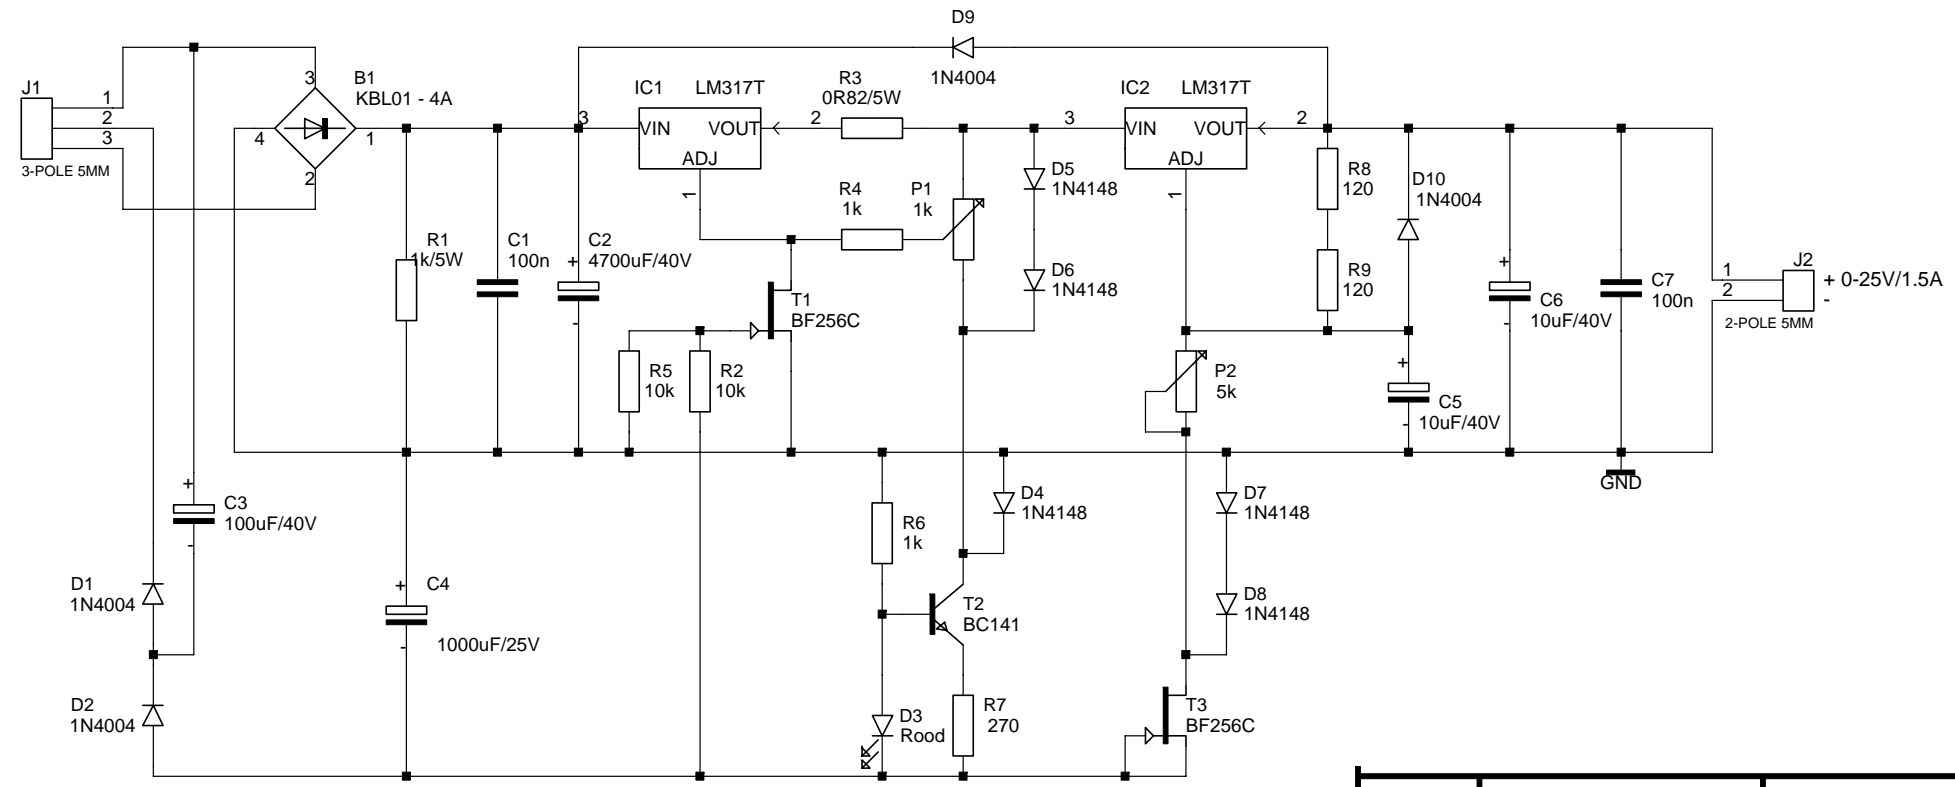 D9
1N4004
J1
1
2
3
3-POLE 5MM
3
4
1
2
B1
KBL01 - 4A
IC1
LM317T
3
VIN
VOUT
ADJ
2
1
R3
0R82/5W
R4
1k
P1
1k
D5
1N4148
D6
1N4148
IC2
LM317T
3
VIN
VOUT
ADJ
2
1
R8
120
R9
120
D10
1N4004
R1
1k/5W
C1
100n
C2
+
4700uF/40V
-
T1
BF256C
R5
10k
R2
10k
P2
5k
+
C5
10uF/40V
-
+
C6
10uF/40V
-
C7
100n
1
2
J2
+ 0-25V/1.5A
-
2-POLE 5MM
GND
+
C3
100uF/40V
-
D1
1N4004
D2
1N4004
+
C4
1000uF/25V
-
R6
1k
D4
1N4148
T2
BC141
D3
Rood
R7
270
D7
1N4148
D8
1N4148
T3
BF256C